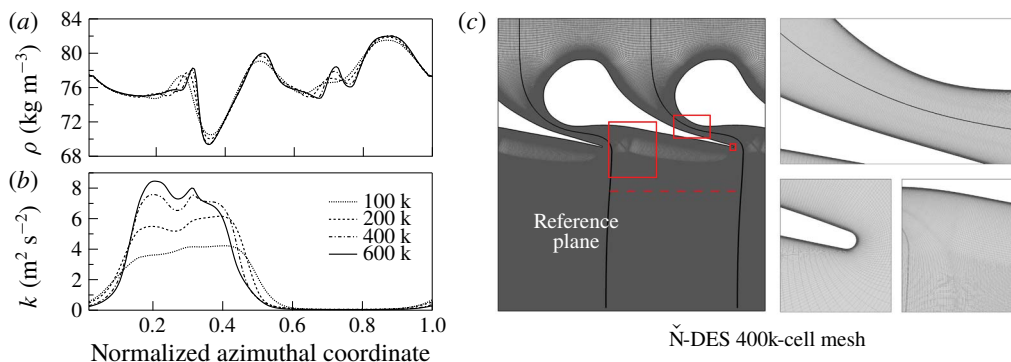 (a)
84
80
76
72
68
ρ (kg m⁻³)
(b)
8
6
4
2
0
k (m² s⁻²)
100 k
200 k
400 k
600 k
0.2
0.4
0.6
0.8
1.0
Normalized azimuthal coordinate
(c)
Reference
plane
Ň-DES 400k-cell mesh